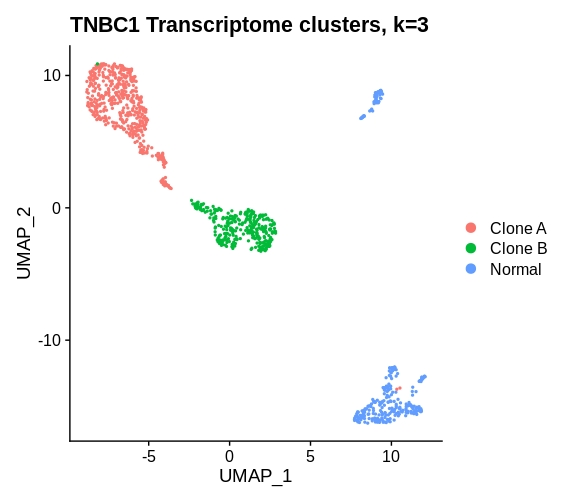 TNBC1 Transcriptome clusters, k=3
10
0
-10
UMAP_2
-5
0
5
10
UMAP_1
Clone A
Clone B
Normal